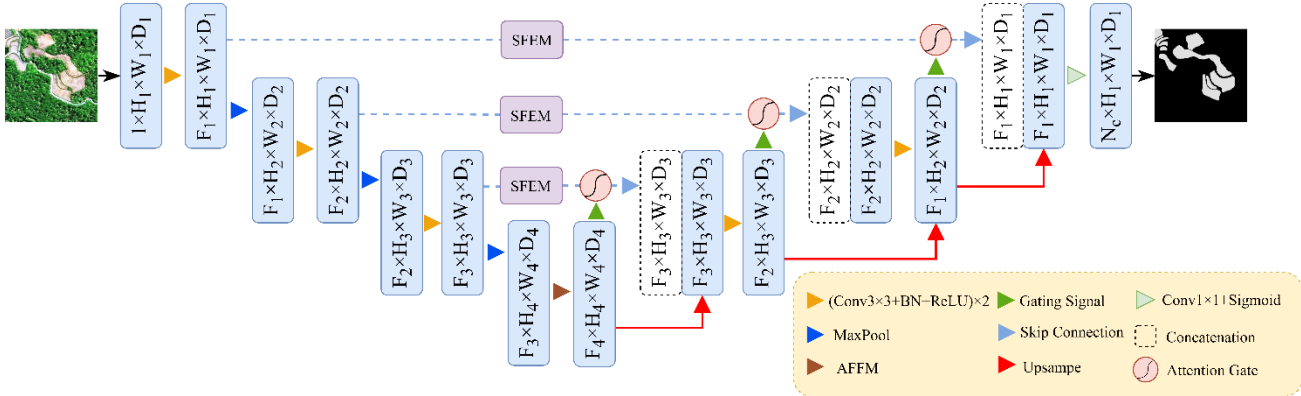 1×H₁×W₁×D₁
F₁×H₁×W₁×D₁
F₁×H₂×W₂×D₂
F₂×H₂×W₂×D₂
F₂×H₃×W₃×D₃
F₃×H₃×W₃×D₃
F₃×H₄×W₄×D₄
F₄×H₄×W₄×D₄
SFEM
SFEM
SFEM
F₃×H₃×W₃×D₃
F₃×H₃×W₃×D₃
F₂×H₃×W₃×D₃
F₂×H₂×W₂×D₂
F₂×H₂×W₂×D₂
F₁×H₂×W₂×D₂
F₁×H₁×W₁×D₁
F₁×H₁×W₁×D₁
N_c×H₁×W₁×D₁
(Conv3×3+BN−ReLU)×2
MaxPool
AFFM
Gating Signal
Skip Connection
Upsampe
Conv1×1|Sigmoid
Concatenation
Attention Gate